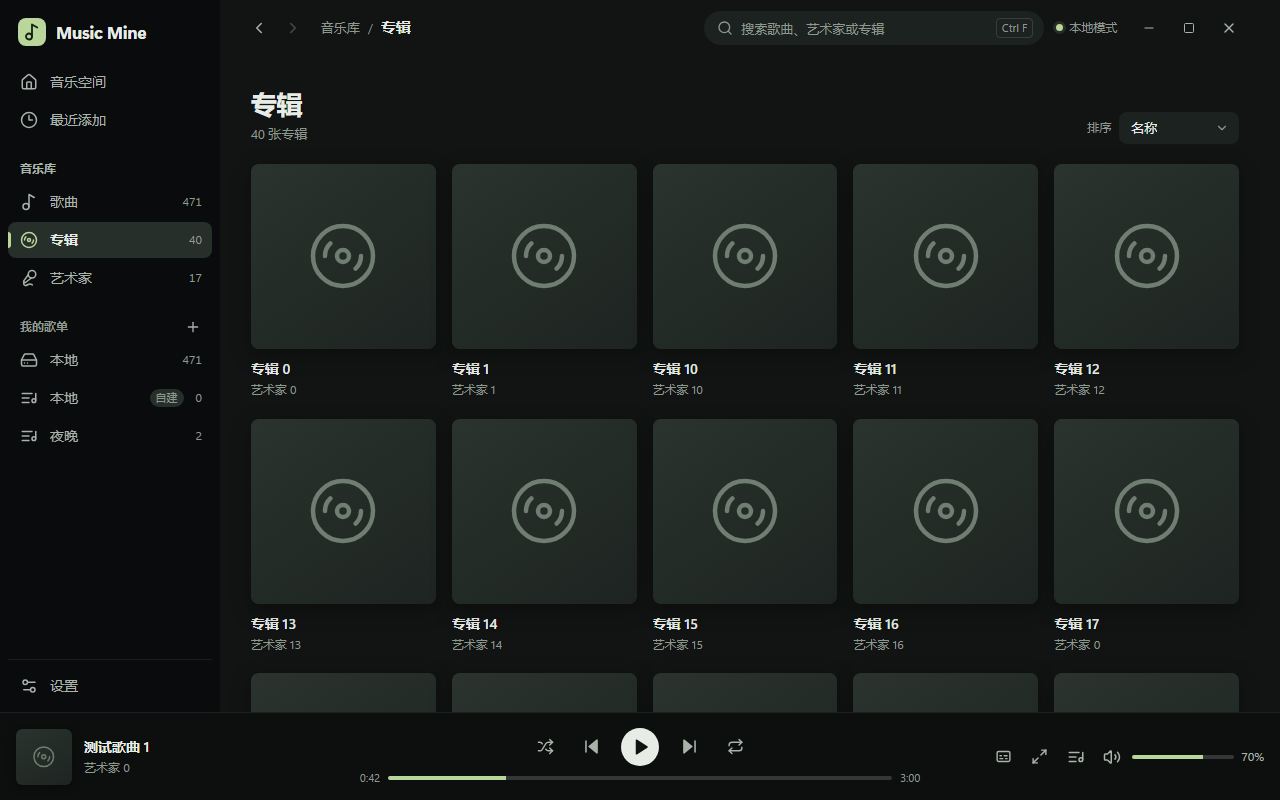 Music Mine
音乐空间
最近添加
音乐库
歌曲 471
专辑 40
艺术家 17
我的歌单
本地 471
本地 自建 0
夜晚 2
设置
音乐库 / 专辑
搜索歌曲、艺术家或专辑 Ctrl F
本地模式
专辑
40 张专辑
排序 名称
专辑 0
艺术家 0
专辑 1
艺术家 1
专辑 10
艺术家 10
专辑 11
艺术家 11
专辑 12
艺术家 12
专辑 13
艺术家 13
专辑 14
艺术家 14
专辑 15
艺术家 15
专辑 16
艺术家 16
专辑 17
艺术家 0
测试歌曲 1
艺术家 0
0:42
3:00
70%